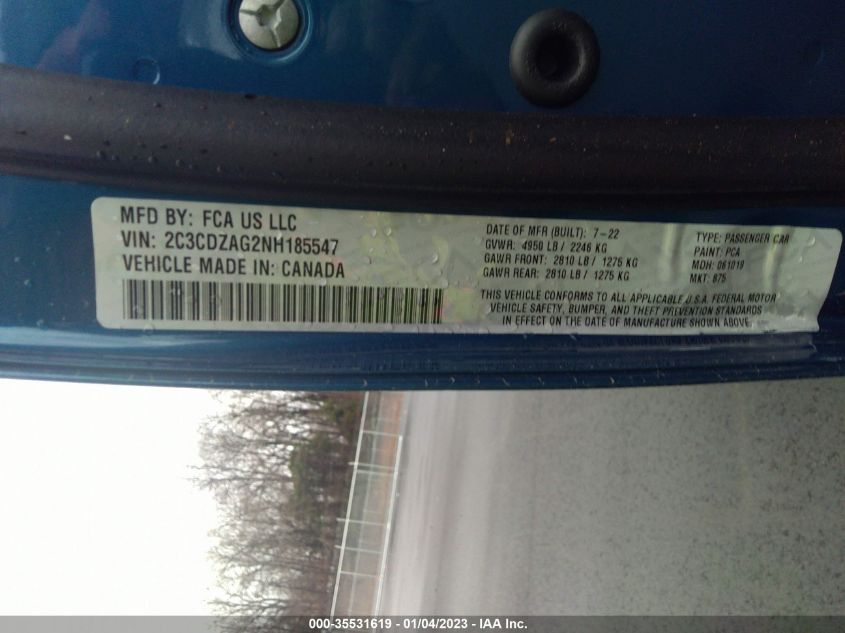 MFD BY: FCA US LLC
VIN: 2C3CDZAG2NH185547
VEHICLE MADE IN: CANADA
DATE OF MFR (BUILT): 7-22
GVWR: 4950 LB / 2246 KG
GAWR FRONT: 2810 LB / 1275 KG
GAWR REAR: 2810 LB / 1275 KG
TYPE: PASSENGER CAR
PAINT: PCA
MDH: 061019
MKT: 875
THIS VEHICLE CONFORMS TO ALL APPLICABLE U.S.A. FEDERAL MOTOR
VEHICLE SAFETY, BUMPER, AND THEFT PREVENTION STANDARDS
IN EFFECT ON THE DATE OF MANUFACTURE SHOWN ABOVE.
000-35531619 - 01/04/2023 - IAA Inc.